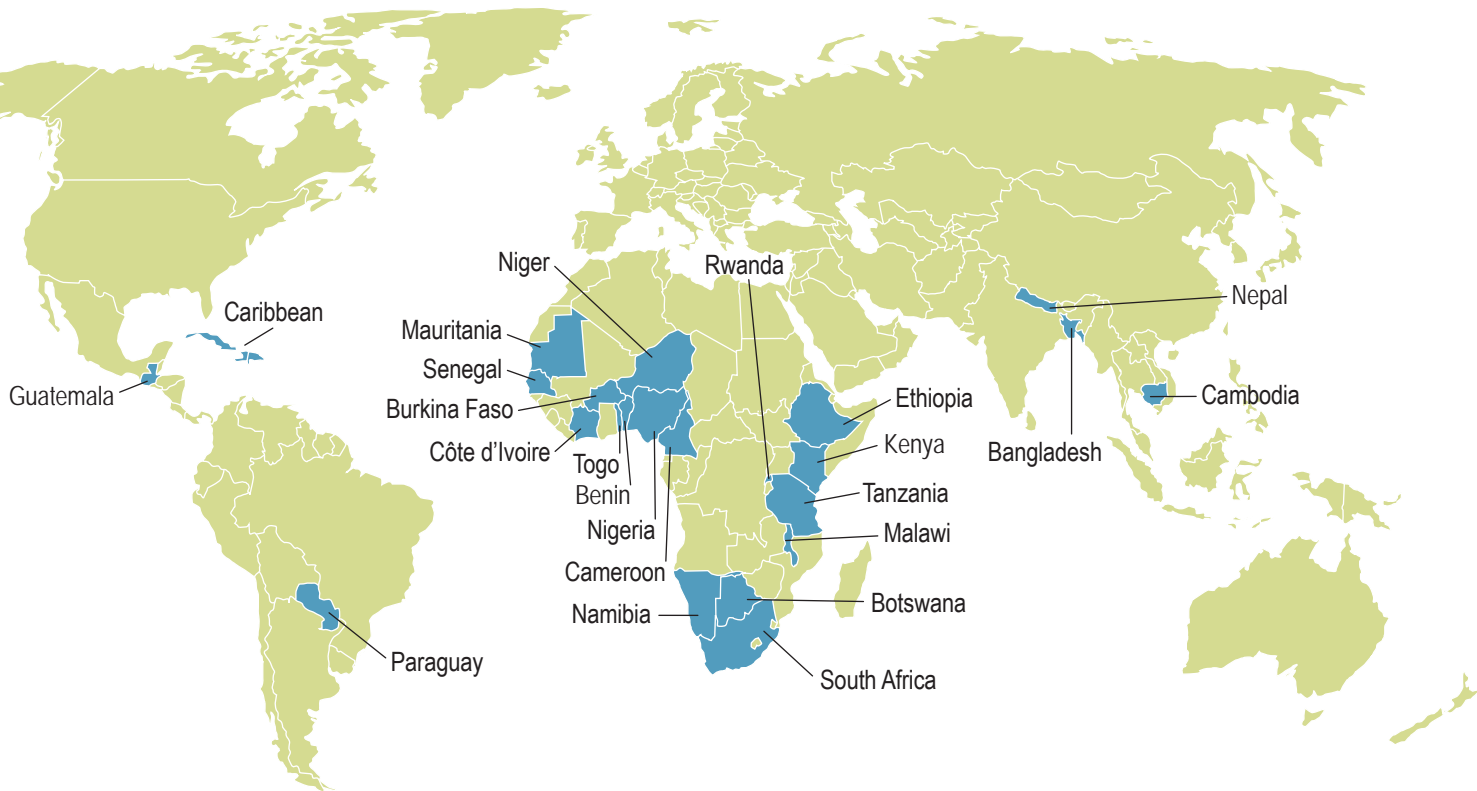 Niger
Rwanda
Nepal
Caribbean
Mauritania
Senegal
Guatemala
Burkina Faso
Ethiopia
Cambodia
Côte d’Ivoire
Kenya
Bangladesh
Togo
Benin
Tanzania
Nigeria
Malawi
Cameroon
Namibia
Botswana
Paraguay
South Africa